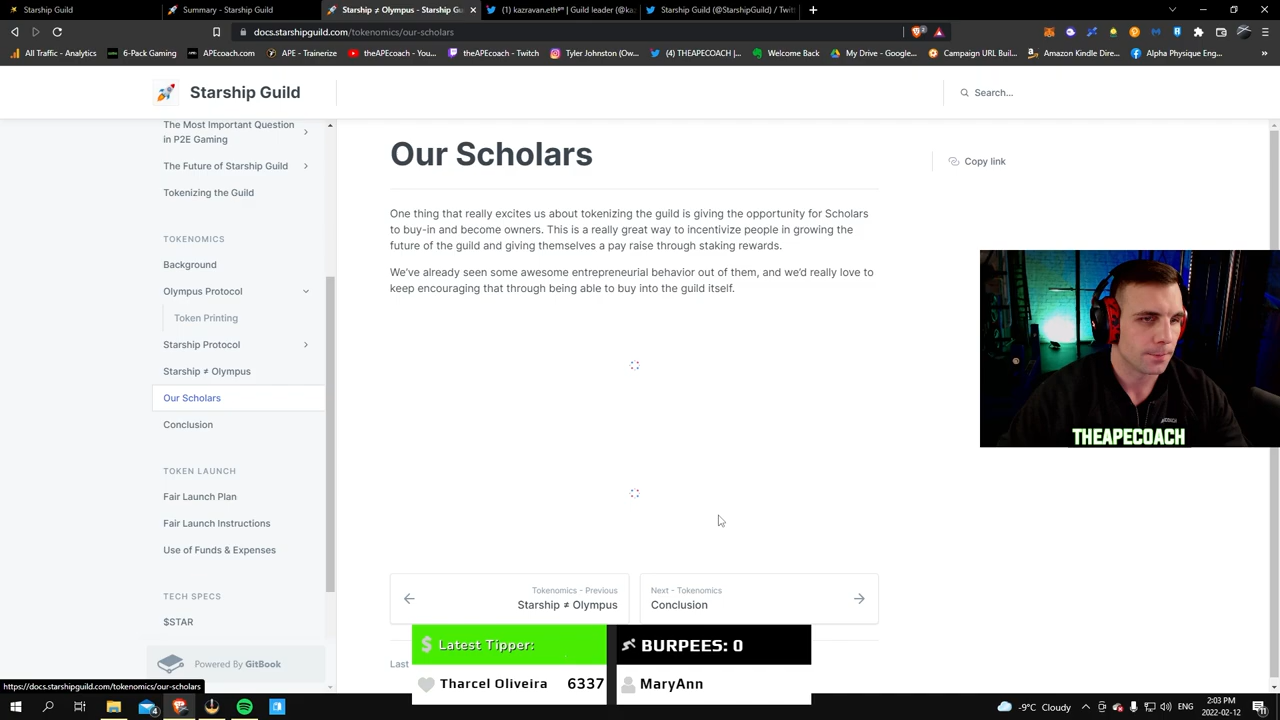 Starship Guild
Summary - Starship Guild
Starship ≠ Olympus - Starship Gu
(1) kazravan.eth⁹⁹ | Guild leader (@ka
Starship Guild (@StarshipGuild) / Twitt
docs.starshipguild.com/tokenomics/our-scholars
All Traffic - Analytics
6-Pack Gaming
APEcoach.com
APE - Trainerize
theAPEcoach - YouT...
theAPEcoach - Twitch
Tyler Johnston (Ow...
(4) THEAPECOACH (...
Welcome Back
My Drive - Google...
Campaign URL Buil...
Amazon Kindle Dire...
Alpha Physique Eng...
Starship Guild
Search...
The Most Important Question
in P2E Gaming
The Future of Starship Guild
Tokenizing the Guild
TOKENOMICS
Background
Olympus Protocol
Token Printing
Starship Protocol
Starship ≠ Olympus
Our Scholars
Conclusion
TOKEN LAUNCH
Fair Launch Plan
Fair Launch Instructions
Use of Funds & Expenses
TECH SPECS
$STAR
Powered By GitBook
Our Scholars
Copy link
One thing that really excites us about tokenizing the guild is giving the opportunity for Scholars
to buy-in and become owners. This is a really great way to incentivize people in growing the
future of the guild and giving themselves a pay raise through staking rewards.
We've already seen some awesome entrepreneurial behavior out of them, and we'd really love to
keep encouraging that through being able to buy into the guild itself.
Tokenomics - Previous
Starship ≠ Olympus
Next - Tokenomics
Conclusion
Last
THEAPECOACH
Latest Tipper:
BURPEES: 0
Tharcel Oliveira 6337
MaryAnn
https://docs.starshipguild.com/tokenomics/our-scholars
-9°C Cloudy
ENG
2:03 PM
2022-02-12